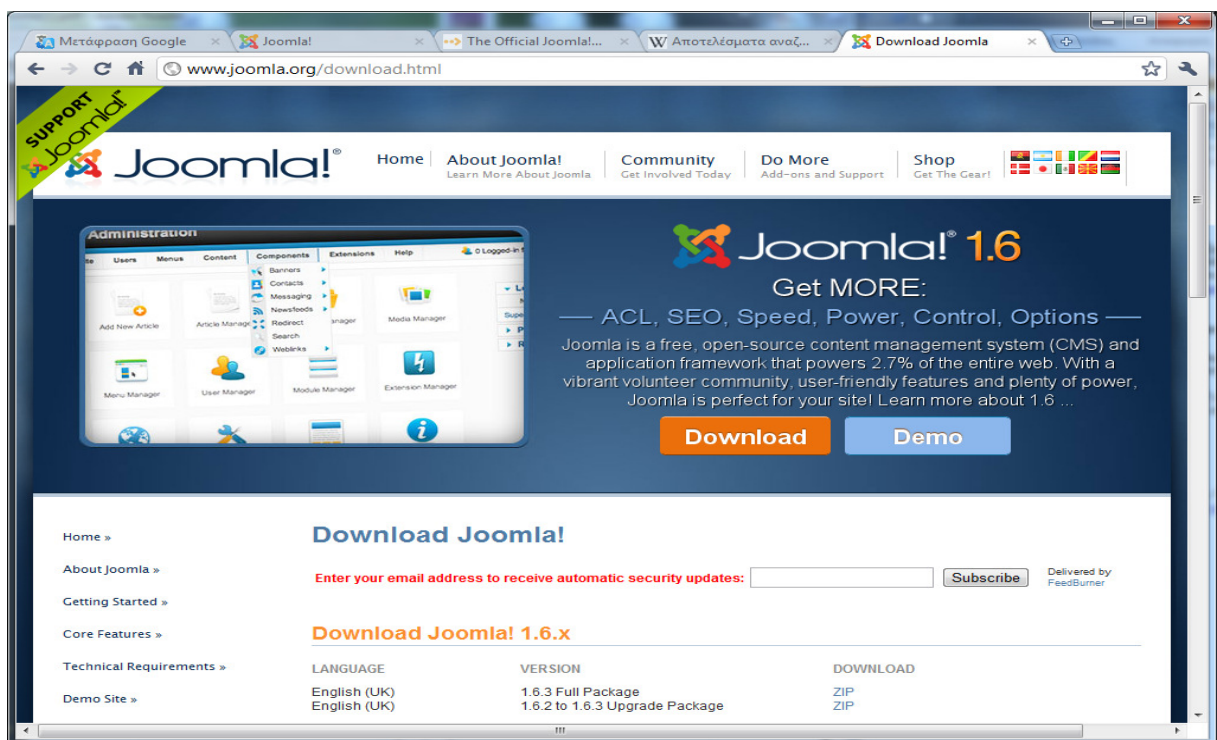 Μετάφραση Google
Joomla!
The Official Joomla!...
Αποτελέσματα αναζ...
Download Joomla
www.joomla.org/download.html
SUPPORT Joomla!
Joomla!®
Home
About Joomla!
Learn More About Joomla
Community
Get Involved Today
Do More
Add-ons and Support
Shop
Get The Gear!
Administration
Users Menus Content Components Extensions Help 0 Logged-in
Banners
Contacts
Messaging
Newsfeeds
Redirect
Search
Weblinks
Add New Article
Media Manager
Menu Manager
User Manager
Module Manager
Extension Manager
Joomla!® 1.6
Get MORE:
ACL, SEO, Speed, Power, Control, Options
Joomla is a free, open-source content management system (CMS) and
application framework that powers 2.7% of the entire web. With a
vibrant volunteer community, user-friendly features and plenty of power,
Joomla is perfect for your site! Learn more about 1.6 ...
Download
Demo
Home »
About Joomla »
Getting Started »
Core Features »
Technical Requirements »
Demo Site »
Download Joomla!
Enter your email address to receive automatic security updates:
Subscribe
Delivered by
FeedBurner
Download Joomla! 1.6.x
LANGUAGE VERSION DOWNLOAD
English (UK) 1.6.3 Full Package ZIP
English (UK) 1.6.2 to 1.6.3 Upgrade Package ZIP